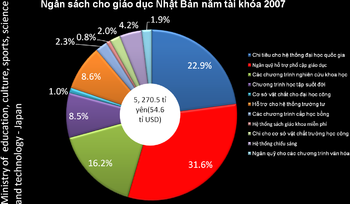 Ngân sách cho giáo dục Nhật Bản năm tài khóa 2007
Ministry of education, culture, sports, science
and technology - Japan
1.9%
4.2%
2.0%
0.8%
2.3%
1.0%
8.6%
8.5%
16.2%
31.6%
22.9%
5, 270.5 tỉ
yên(54.6
tỉ USD)
Chi tiêu cho hệ thống đại học quốc gia
Ngân quỹ hỗ trợ phổ cập giáo dục
Các chương trình nghiên cứu khoa học
Chương trình học tập suốt đời
Cơ sở vật chất cho đại học công
Hỗ trợ cho hệ thống trường tư
Các chương trình cấp học bổng
Hệ thống sách giáo khoa miễn phí
Chi cho cơ sở vật chất trường học công
Hệ thống chiếu sáng
Ngân quỹ cho các chương trình văn hóa